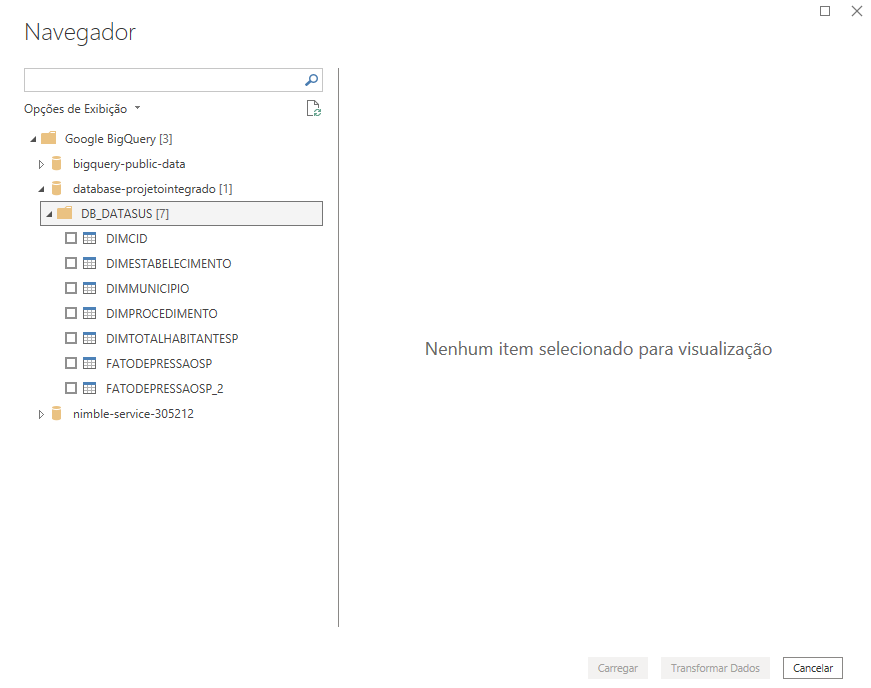 Navegador
Opções de Exibição
Google BigQuery [3]
bigquery-public-data
database-projetointegrado [1]
DB_DATASUS [7]
DIMCID
DIMESTABELECIMENTO
DIMMUNICIPIO
DIMPROCEDIMENTO
DIMTOTALHABITANTESP
FATODEPRESSAOSP
FATODEPRESSAOSP_2
nimble-service-305212
Nenhum item selecionado para visualização
Carregar Transformar Dados Cancelar